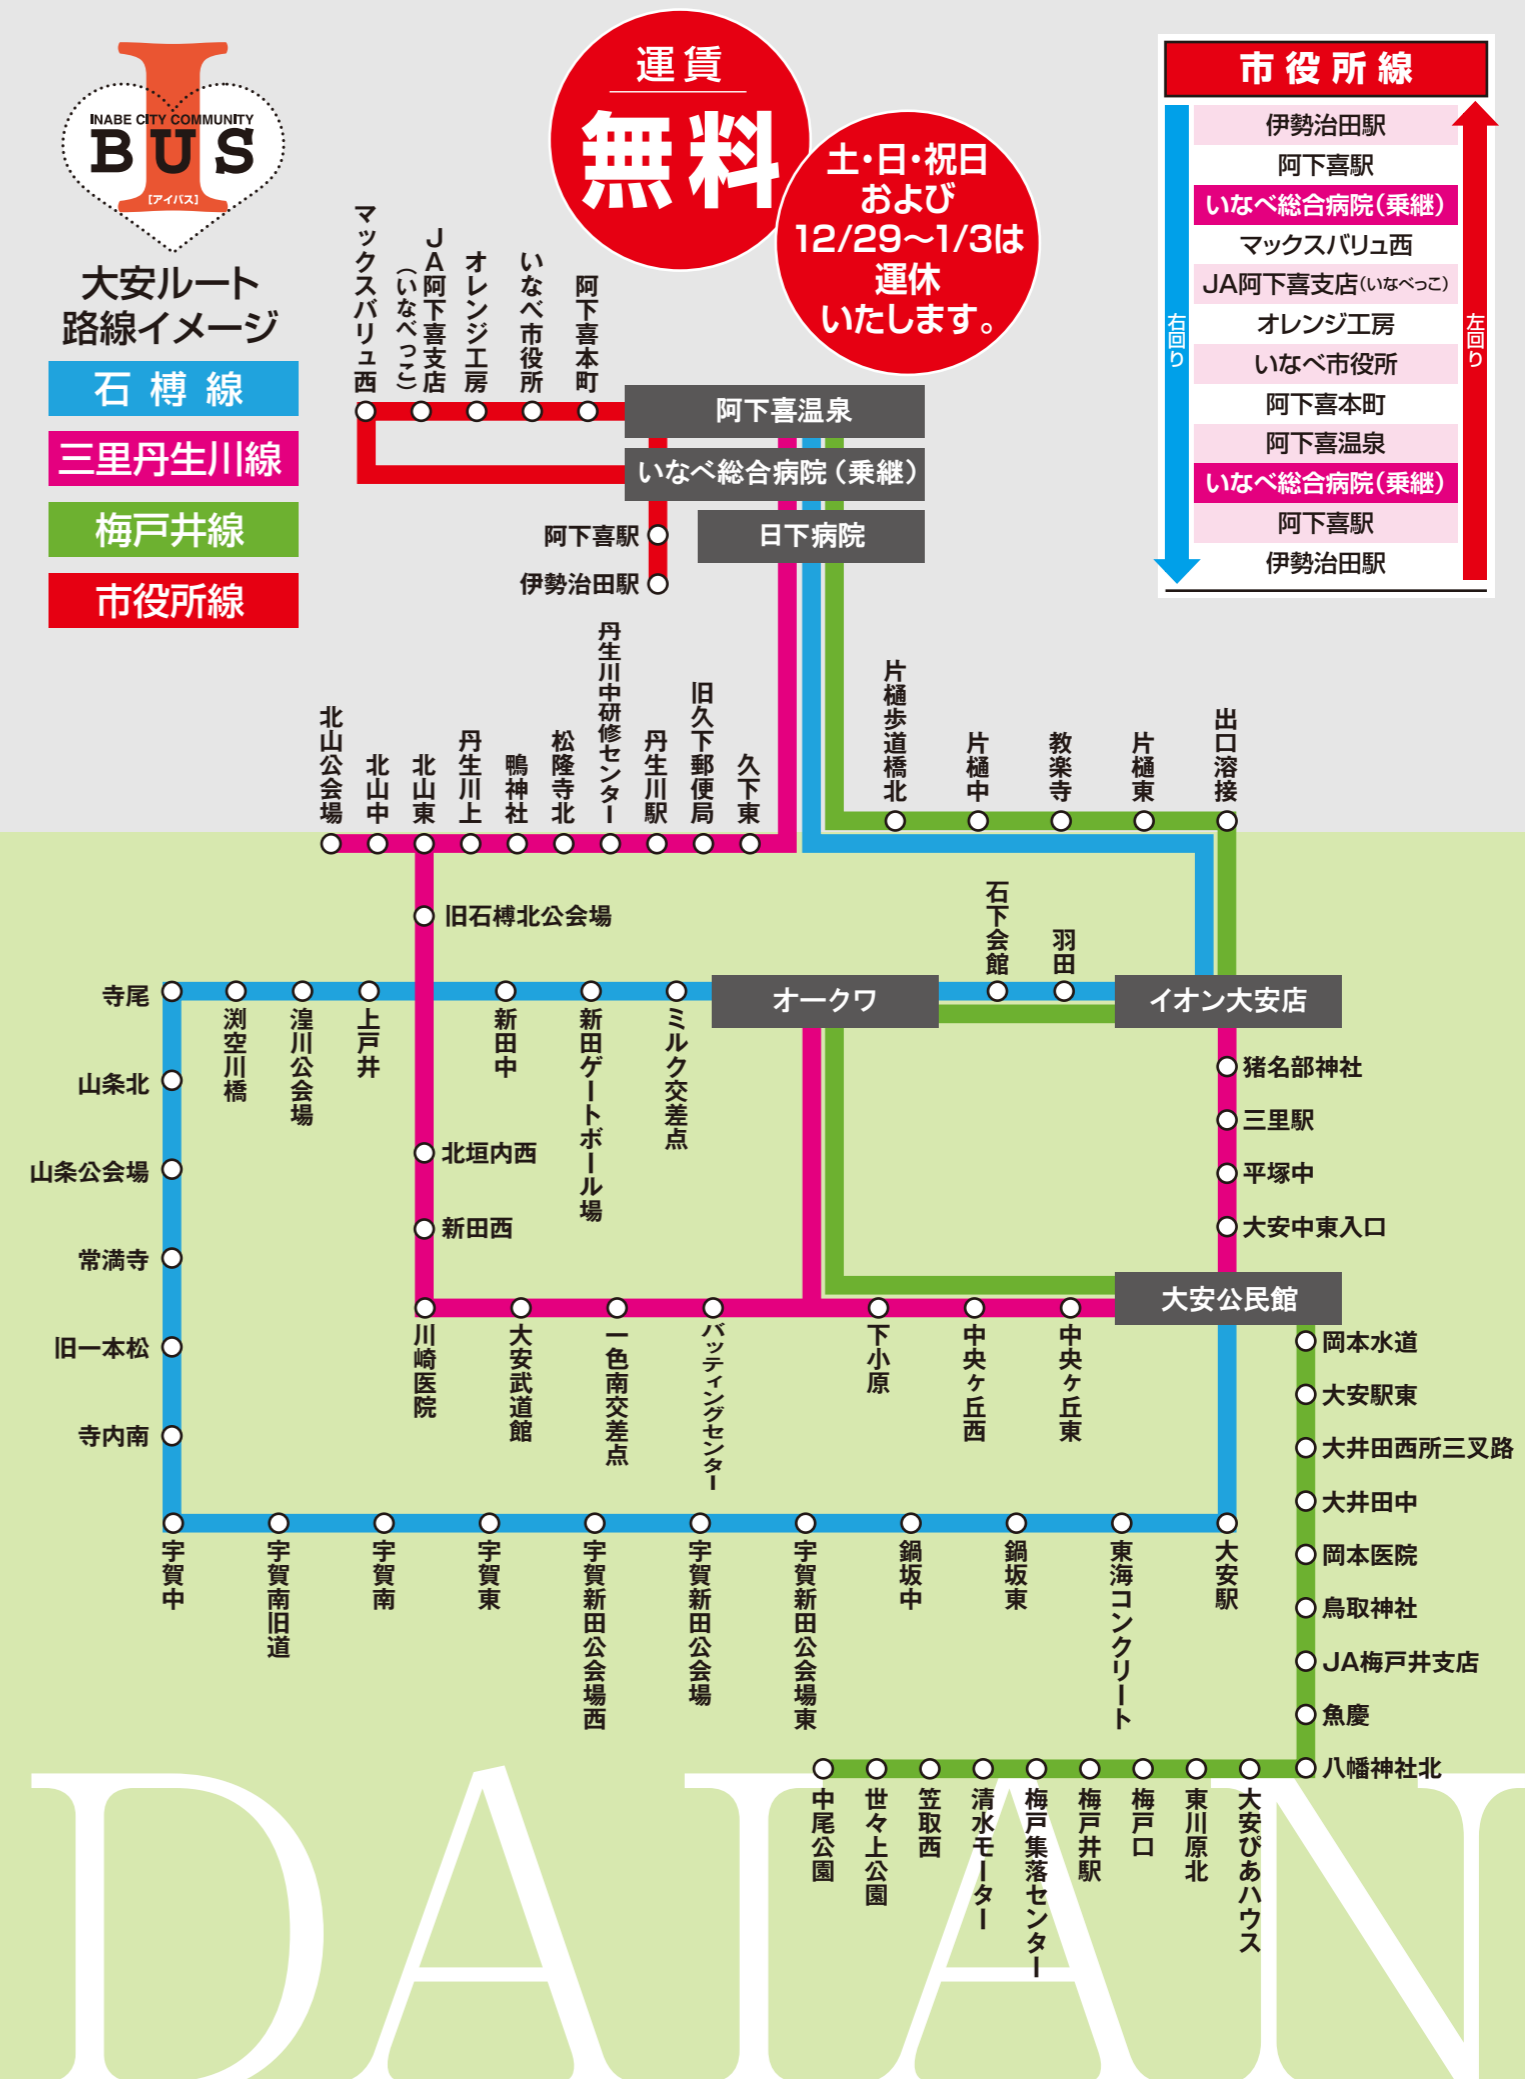 INABE CITY COMMUNITY
I
BUS
[アイバス]
大安ルート
路線イメージ
石榑線
三里丹生川線
梅戸井線
市役所線
運賃
無料
土・日・祝日
および
12/29〜1/3は
運休
いたします。
市役所線
伊勢治田駅
阿下喜駅
いなべ総合病院(乗継)
マックスバリュ西
JA阿下喜支店(いなべっこ)
オレンジ工房
いなべ市役所
阿下喜本町
阿下喜温泉
いなべ総合病院(乗継)
阿下喜駅
伊勢治田駅
右回り
左回り
マックスバリュ西
JA阿下喜支店
(いなべっこ)
オレンジ工房
いなべ市役所
阿下喜本町
阿下喜温泉
いなべ総合病院(乗継)
日下病院
阿下喜駅
伊勢治田駅
北山公会場
北山中
北山東
丹生川上
鴨神社
松隆寺北
丹生川中研修センター
丹生川駅
旧久下郵便局
久下東
片樋歩道橋北
片樋中
教楽寺
片樋東
出口溶接
旧石榑北公会場
石下会館
羽田
寺尾
渕空川橋
湟川公会場
上戸井
新田中
新田ゲートボール場
ミルク交差点
オークワ
イオン大安店
山条北
山条公会場
常満寺
旧一本松
寺内南
北垣内西
新田西
猪名部神社
三里駅
平塚中
大安中東入口
大安公民館
川崎医院
大安武道館
一色南交差点
バッティングセンター
下小原
中央ヶ丘西
中央ヶ丘東
岡本水道
大安駅東
大井田西所三叉路
大井田中
岡本医院
鳥取神社
JA梅戸井支店
魚慶
八幡神社北
宇賀中
宇賀南旧道
宇賀南
宇賀東
宇賀新田公会場西
宇賀新田公会場
宇賀新田公会場東
鍋坂中
鍋坂東
東海コンクリート
大安駅
中尾公園
世々上公園
笠取西
清水モーター
梅戸集落センター
梅戸井駅
梅戸口
東川原北
大安ぴあハウス
DAIAN